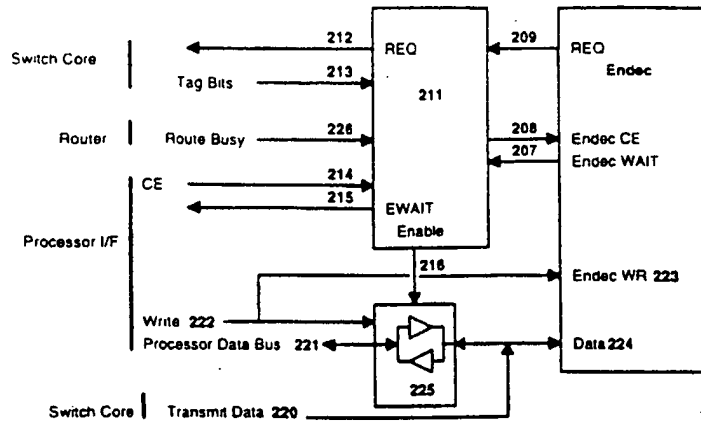 212 209
REQ REQ
Switch Core 213 Endec
Tag Bits 211
226 208
Router Route Busy Endec CE
214 207
CE Endec WAIT
215
EWAIT
Enable
Processor I/F 216
Endec WR 223
Write 222
Processor Data Bus 221 Data 224
225
Switch Core Transmit Data 220